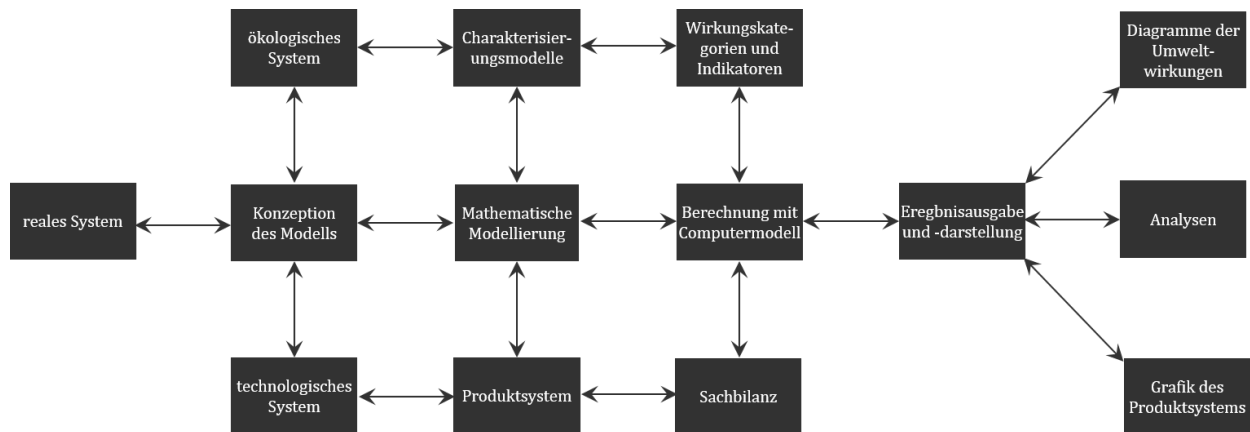 ökologisches
System
Charakterisier-
ungsmodelle
Wirkungskate-
gorien und
Indikatoren
Diagramme der
Umwelt-
wirkungen
reales System
Konzeption
des Modells
Mathematische
Modellierung
Berechnung mit
Computermodell
Eregbnisausgabe
und -darstellung
Analysen
technologisches
System
Produktsystem
Sachbilanz
Grafik des
Produktsystems